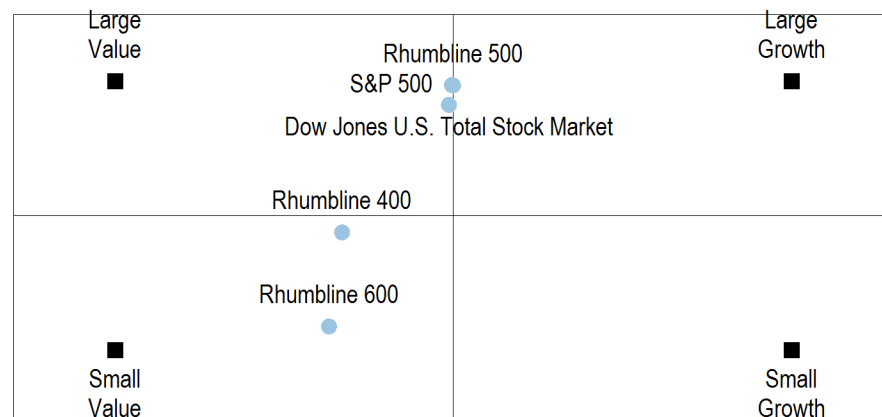 Large
Value
Large
Growth
Rhumbline 500
S&P 500
Dow Jones U.S. Total Stock Market
Rhumbline 400
Rhumbline 600
Small
Value
Small
Growth